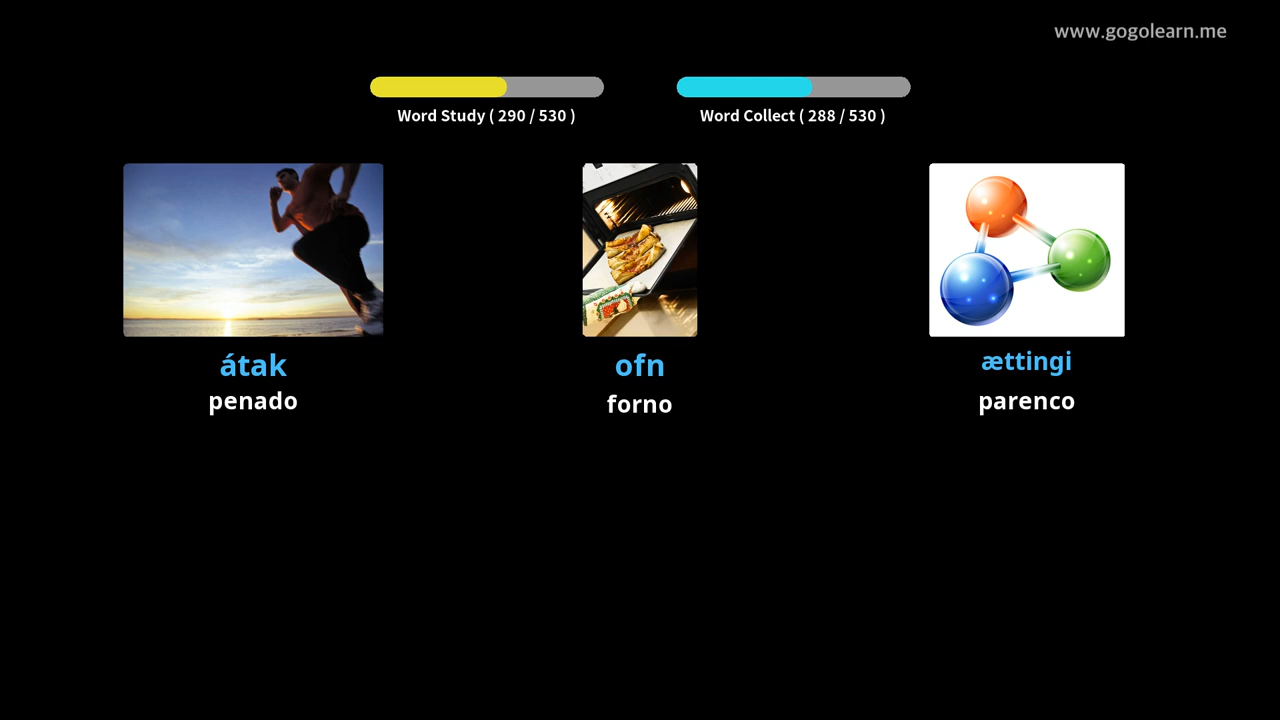 www.gogolearn.me
Word Study ( 290 / 530 )
Word Collect ( 288 / 530 )
átak
penado
ofn
forno
ættingi
parenco